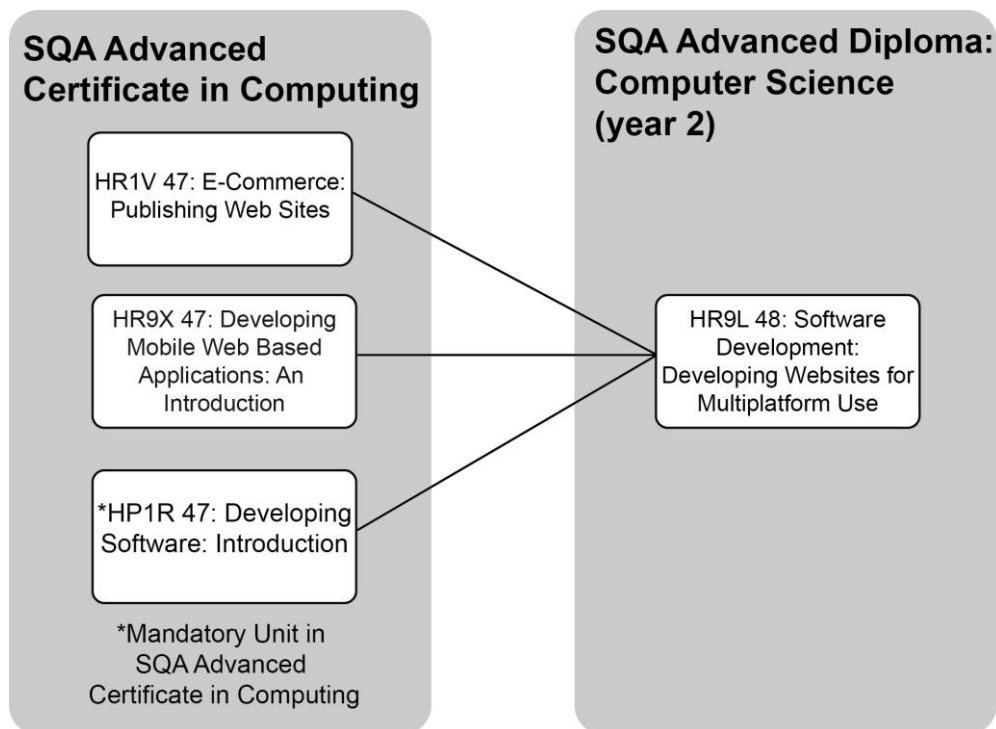 SQA Advanced
Certificate in Computing
HR1V 47: E-Commerce:
Publishing Web Sites
HR9X 47: Developing
Mobile Web Based
Applications: An
Introduction
*HP1R 47: Developing
Software: Introduction
*Mandatory Unit in
SQA Advanced
Certificate in Computing
SQA Advanced Diploma:
Computer Science
(year 2)
HR9L 48: Software
Development:
Developing Websites for
Multiplatform Use